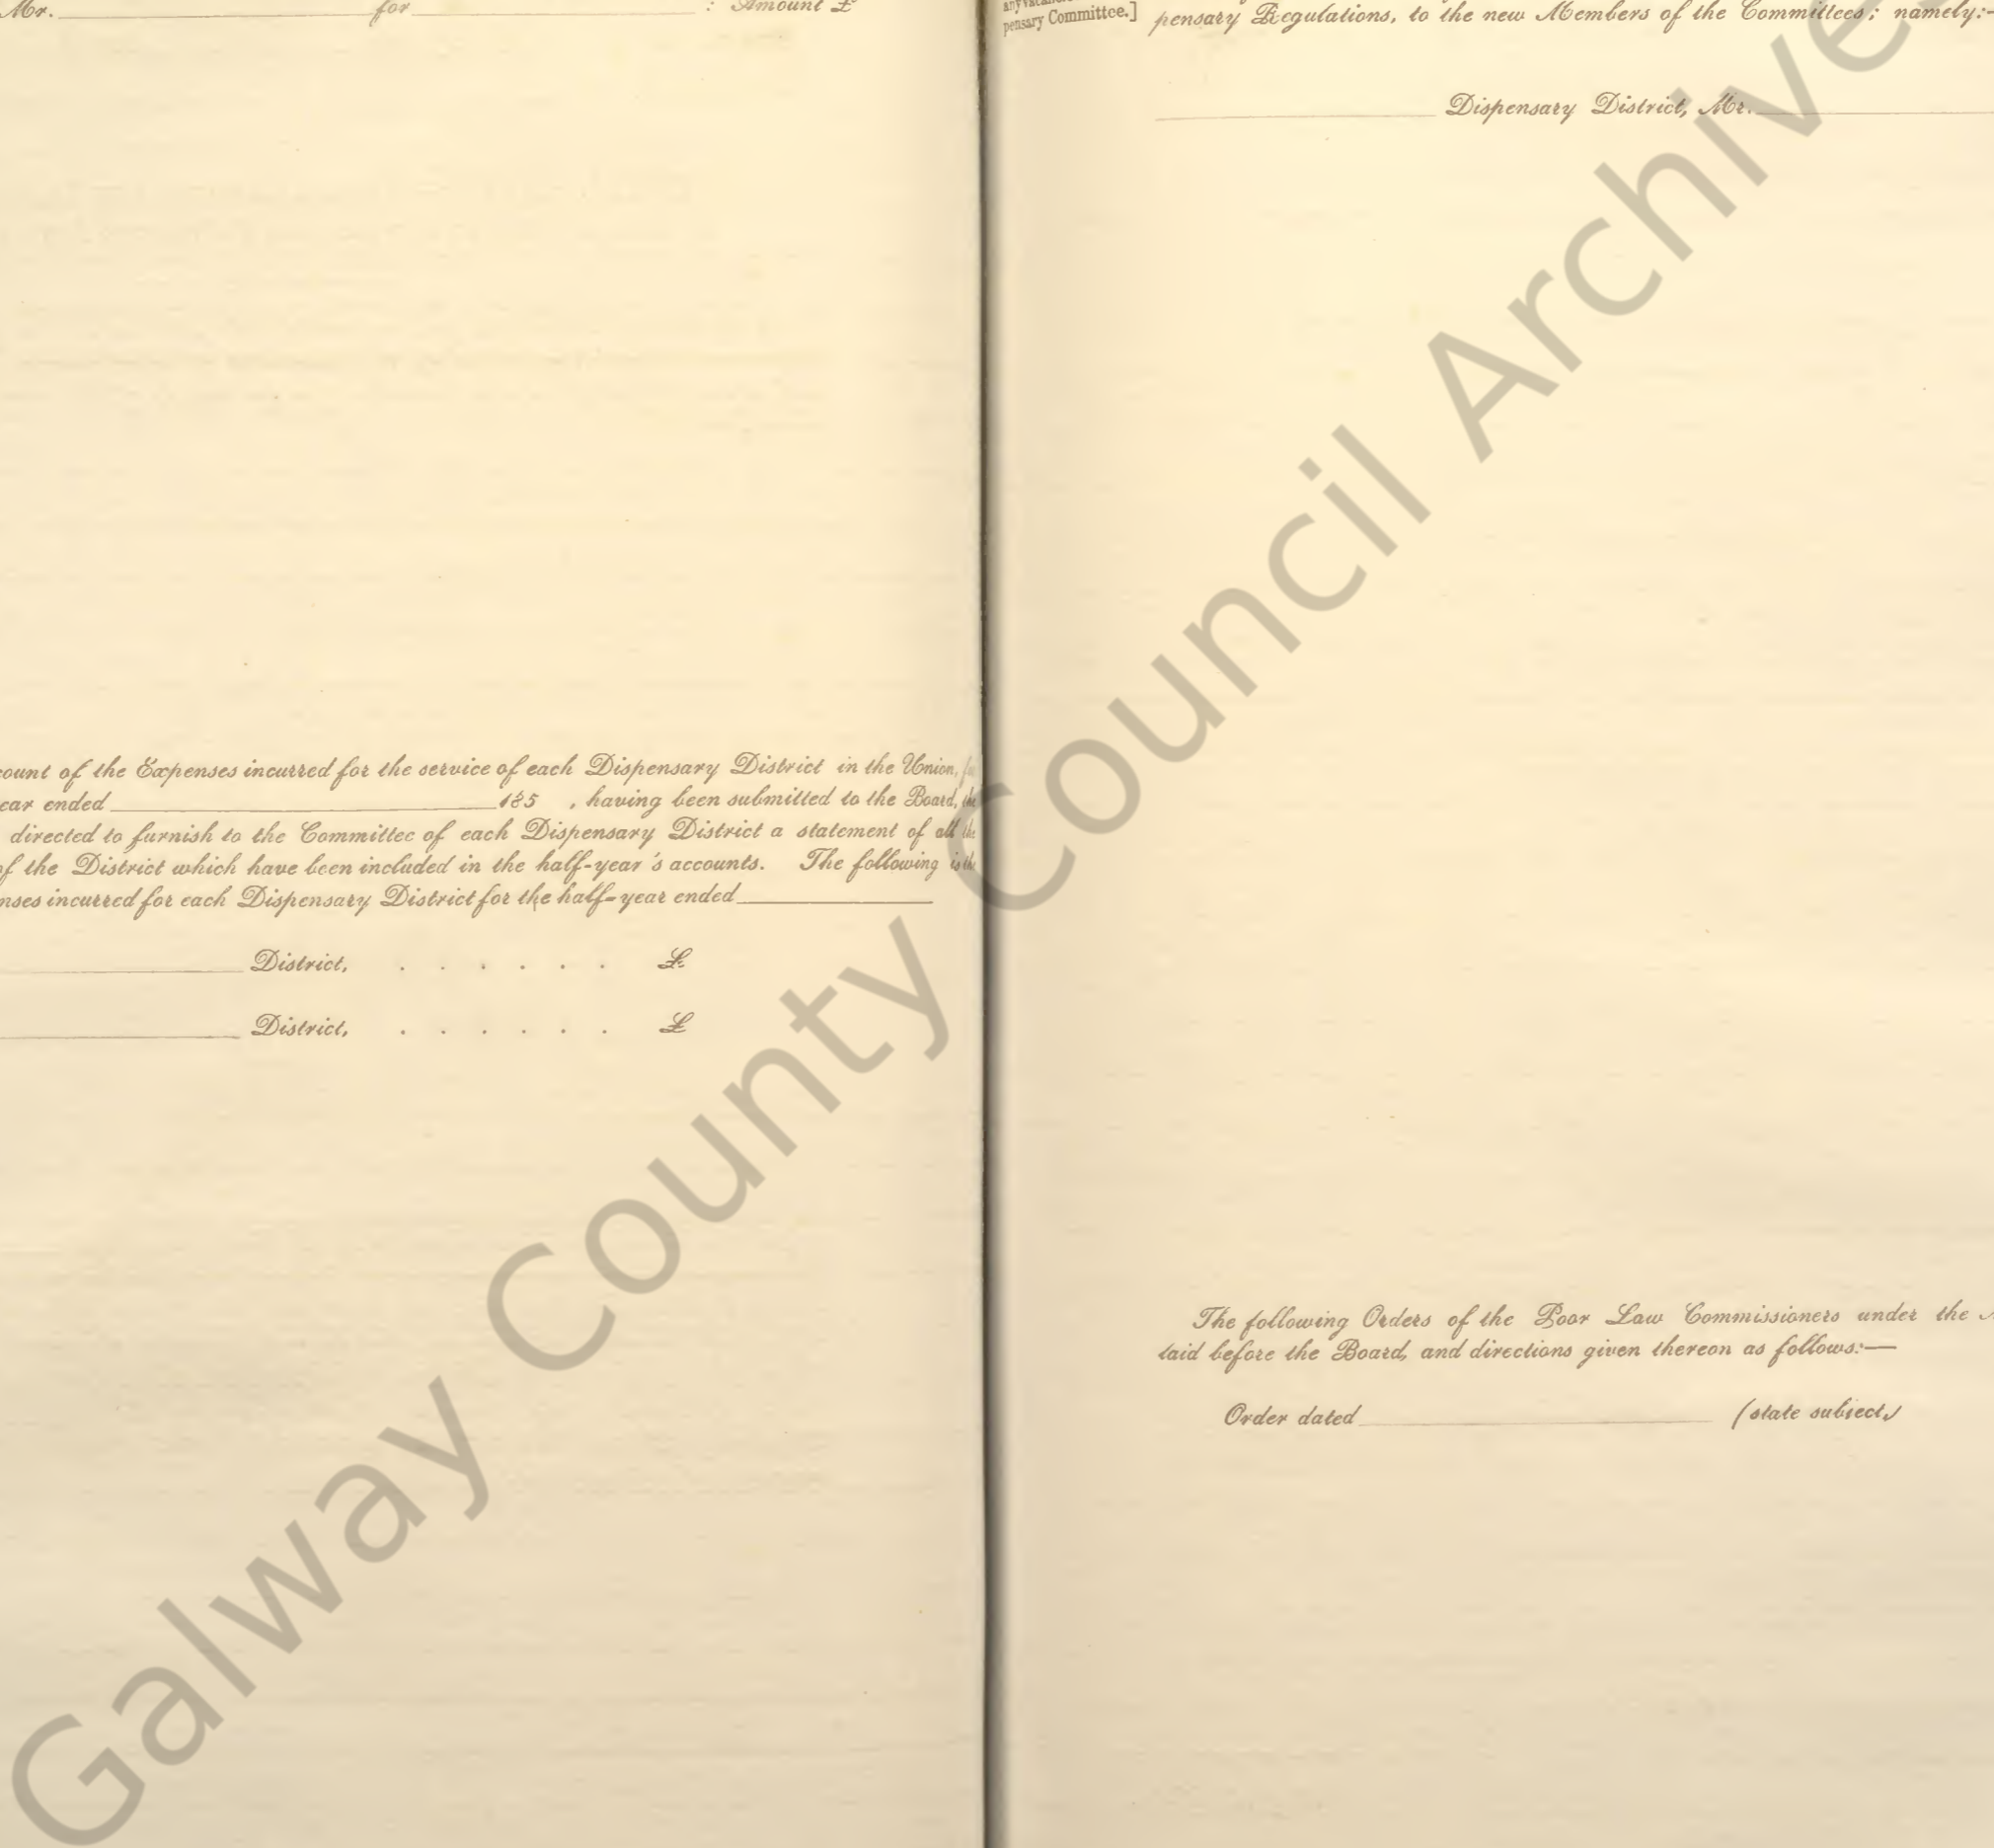 Mr. for : Amount £
count of the Expenses incurred for the service of each Dispensary District in the Union, for
ear ended 185 , having been submitted to the Board, the
directed to furnish to the Committee of each Dispensary District a statement of all the
of the District which have been included in the half-year's accounts. The following is the
nses incurred for each Dispensary District for the half-year ended
District, . . . . . . £
District, . . . . . . £
pensary Committee.]
pensary Regulations, to the new Members of the Committees; namely:-
Dispensary District, Mr.
The following Orders of the Poor Law Commissioners under the
laid before the Board, and directions given thereon as follows:—
Order dated (state subject)
Galway County Council Archive